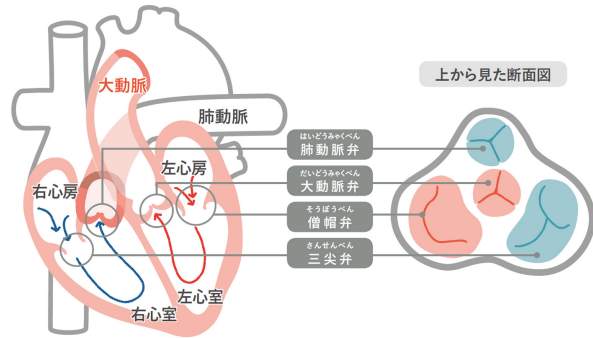 上から見た断面図
大動脈
肺動脈
はいどうみゃくべん
肺動脈弁
左心房
だいどうみゃくべん
大動脈弁
右心房
そうぼうべん
僧帽弁
さんせんべん
三尖弁
左心室
右心室